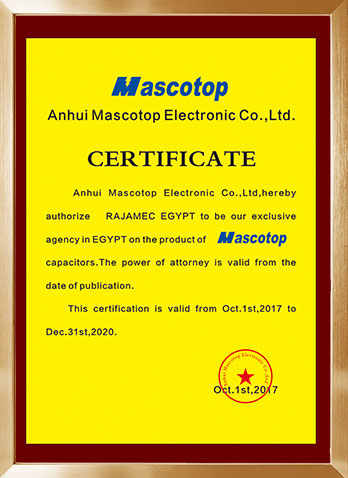 Mascotop
Anhui Mascotop Electronic Co.,Ltd.
CERTIFICATE
Anhui Mascotop Electronic Co.,Ltd,hereby
authorize RAJAMEC EGYPT to be our exclusive
agency in EGYPT on the product of Mascotop
capacitors.The power of attorney is valid from the
date of publication.
This certification is valid from Oct.1st,2017 to
Dec.31st,2020.
Anhui Mascotop Electronic Co.,Ltd
Oct.1st,2017